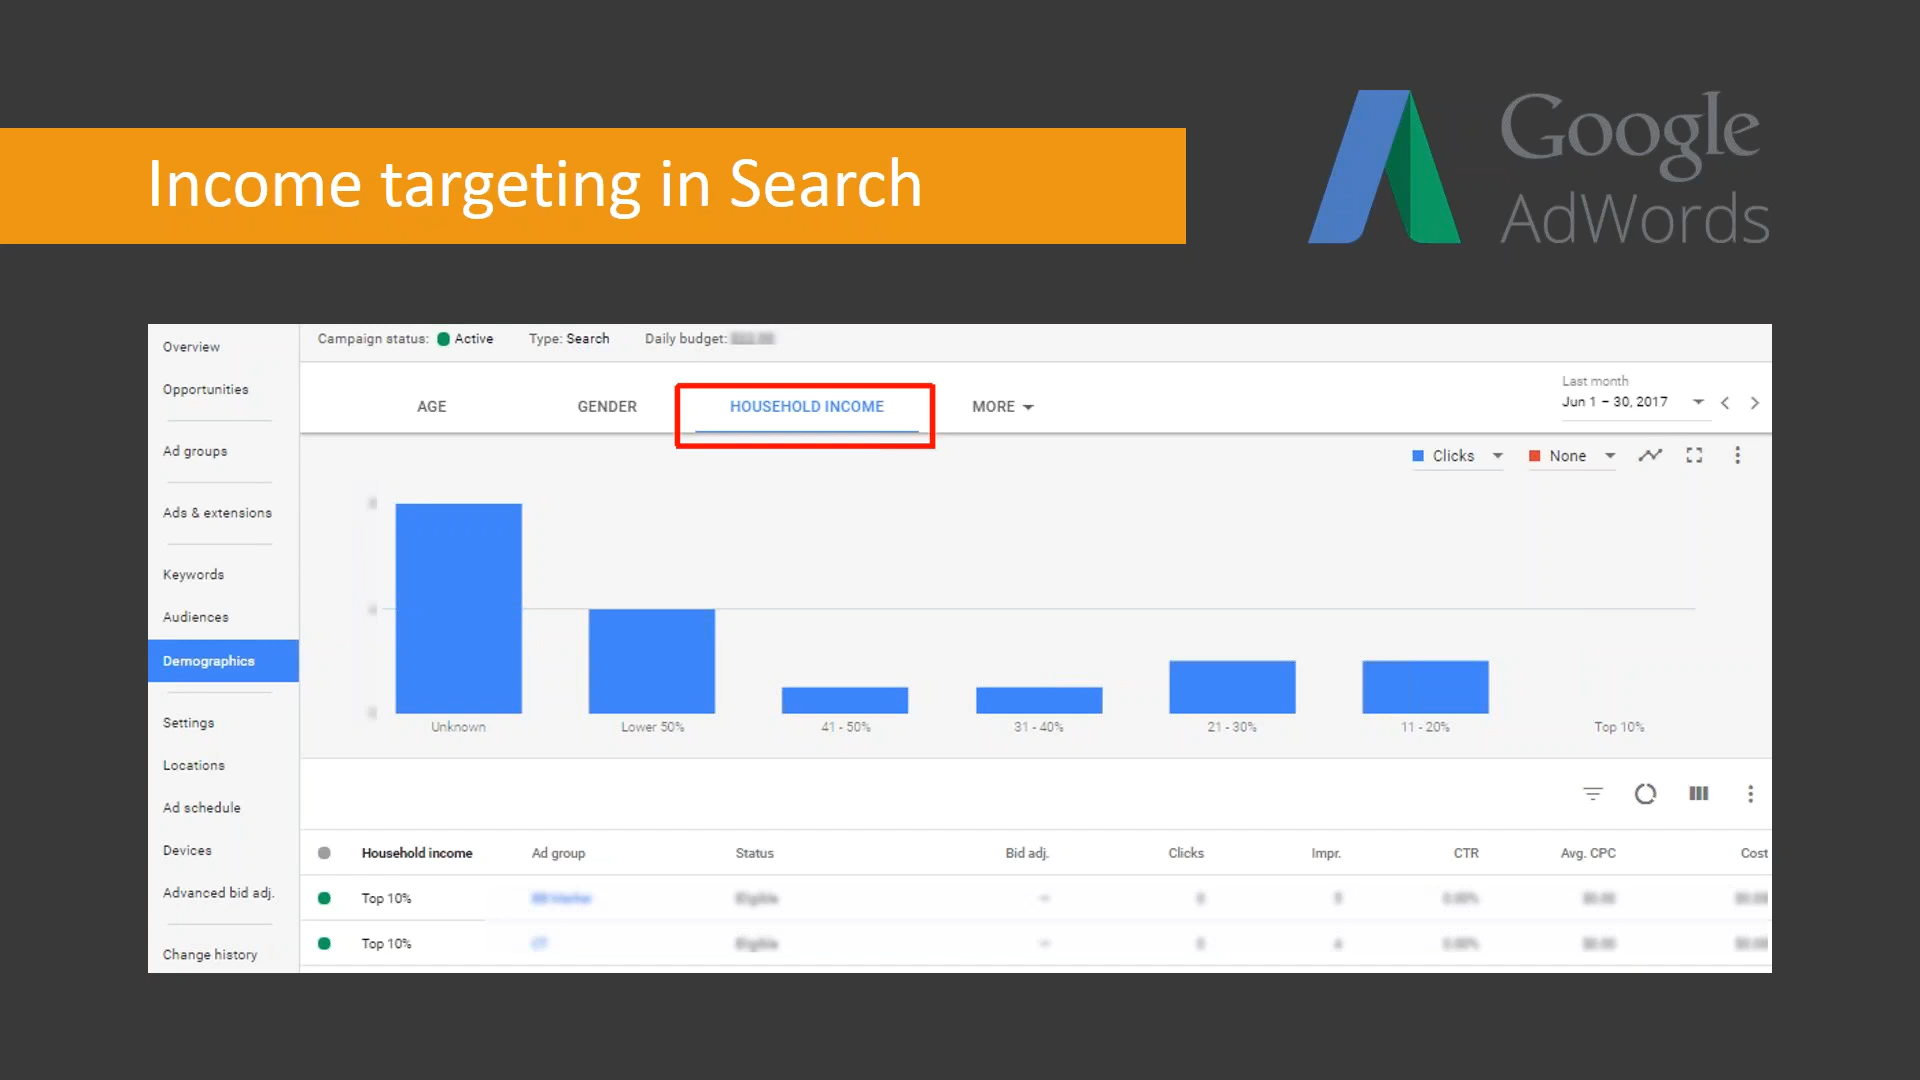 Income targeting in Search
Google
AdWords
Overview
Opportunities
Ad groups
Ads & extensions
Keywords
Audiences
Demographics
Settings
Locations
Ad schedule
Devices
Advanced bid adj.
Change history
Campaign status: Active Type: Search Daily budget:
AGE GENDER HOUSEHOLD INCOME MORE
Last month
Jun 1 – 30, 2017
Clicks None
Unknown Lower 50% 41 - 50% 31 - 40% 21 - 30% 11 - 20% Top 10%
Household income Ad group Status Bid adj. Clicks Impr. CTR Avg. CPC Cost
Top 10%
Top 10%